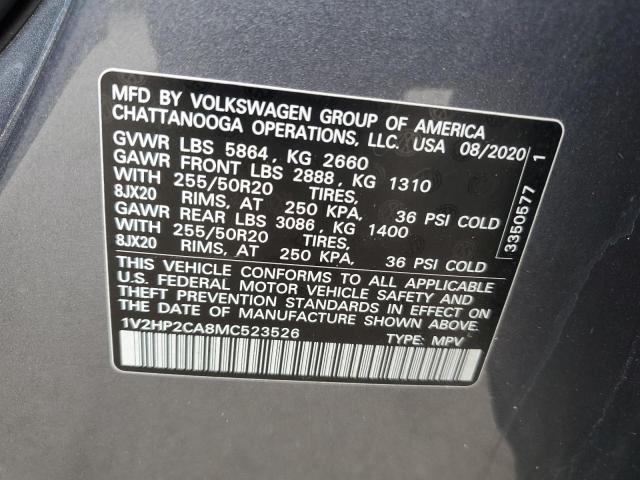 MFD BY VOLKSWAGEN GROUP OF AMERICA
CHATTANOOGA OPERATIONS, LLC. USA 08/2020
GVWR LBS 5864, KG 2660
GAWR FRONT LBS 2888, KG 1310
WITH 255/50R20 TIRES,
8JX20 RIMS, AT 250 KPA, 36 PSI COLD
GAWR REAR LBS 3086, KG 1400
WITH 255/50R20 TIRES,
8JX20 RIMS, AT 250 KPA, 36 PSI COLD
THIS VEHICLE CONFORMS TO ALL APPLICABLE
U.S. FEDERAL MOTOR VEHICLE SAFETY AND
THEFT PREVENTION STANDARDS IN EFFECT ON
THE DATE OF MANUFACTURE SHOWN ABOVE
1V2HP2CA8MC523526 TYPE: MPV
3350577 1